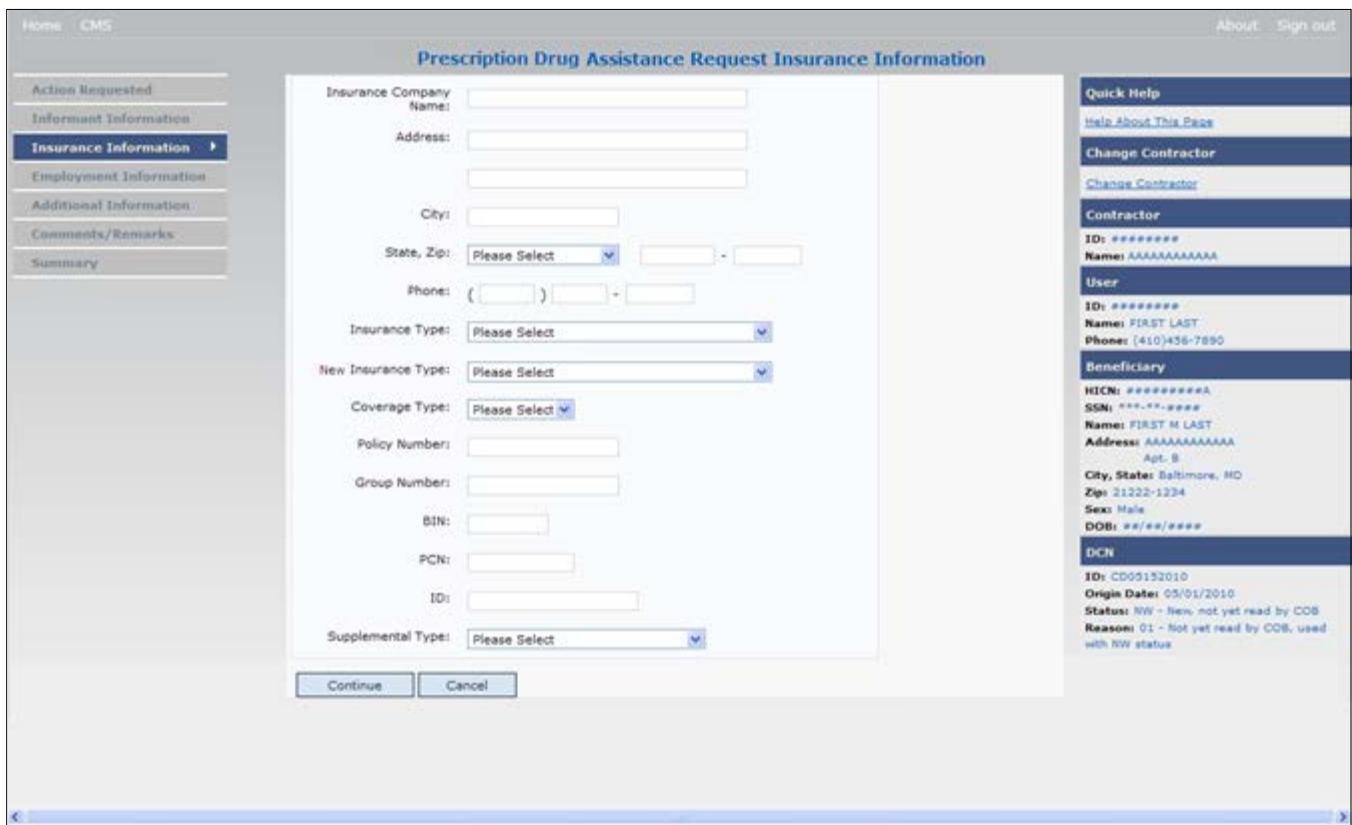 Home CMS About Sign out
Prescription Drug Assistance Request Insurance Information
Action Requested
Informant Information
Insurance Information
Employment Information
Additional Information
Comments/Remarks
Summary
Insurance Company
Name:
Address:
City:
State, Zip: Please Select -
Phone: ( ) -
Insurance Type: Please Select
New Insurance Type: Please Select
Coverage Type: Please Select
Policy Number:
Group Number:
BIN:
PCN:
ID:
Supplemental Type: Please Select
Continue Cancel
Quick Help
Help About This Page
Change Contractor
Change Contractor
Contractor
ID: ########
Name: AAAAAAAAAAAA
User
ID: ########
Name: FIRST LAST
Phone: (410)456-7890
Beneficiary
HICN: #########A
SSN: ***-**-####
Name: FIRST M LAST
Address: AAAAAAAAAAAA
Apt. B
City, State: Baltimore, MD
Zip: 21222-1234
Sex: Male
DOB: ##/##/####
DCN
ID: CD05152010
Origin Date: 05/01/2010
Status: NW - New, not yet read by COB
Reason: 01 - Not yet read by COB, used
with NW status